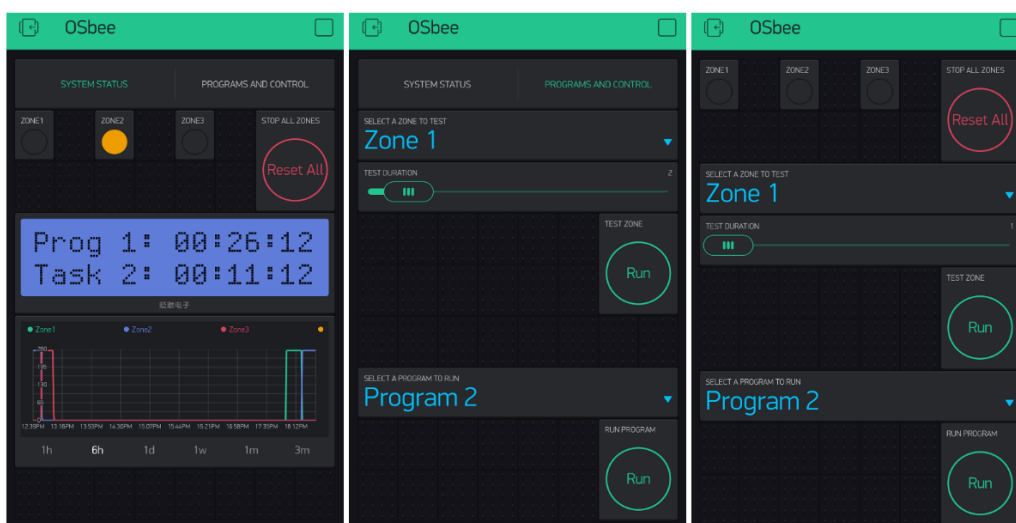 OSbee
SYSTEM STATUS PROGRAMS AND CONTROL
ZONE1 ZONE2 ZONE3 STOP ALL ZONES
Reset All
Prog 1: 00:26:12
Task 2: 00:11:12
Zone1 Zone2 Zone3
12:39PM 13:16PM 13:53PM 14:30PM 15:07PM 15:44PM 16:21PM 16:58PM 17:35PM 18:12PM
1h 6h 1d 1w 1m 3m
OSbee
SYSTEM STATUS PROGRAMS AND CONTROL
SELECT A ZONE TO TEST
Zone 1
TEST DURATION 2
TEST ZONE
Run
SELECT A PROGRAM TO RUN
Program 2
RUN PROGRAM
Run
OSbee
ZONE1 ZONE2 ZONE3 STOP ALL ZONES
Reset All
SELECT A ZONE TO TEST
Zone 1
TEST DURATION 1
TEST ZONE
Run
SELECT A PROGRAM TO RUN
Program 2
RUN PROGRAM
Run